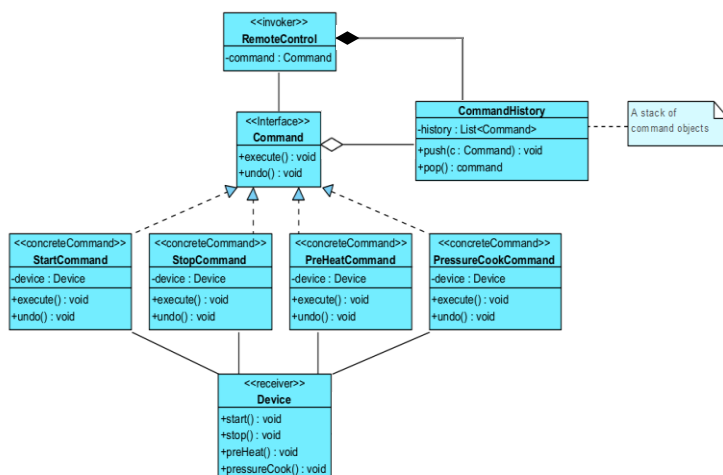 <<invoker>>
RemoteControl
-command : Command
<<Interface>>
Command
+execute() : void
+undo() : void
CommandHistory
-history : List<Command>
+push(c : Command) : void
+pop() : command
A stack of
command objects
<<concreteCommand>>
StartCommand
-device : Device
+execute() : void
+undo() : void
<<concreteCommand>>
StopCommand
-device : Device
+execute() : void
+undo() : void
<<concreteCommand>>
PreHeatCommand
-device : Device
+execute() : void
+undo() : void
<<concreteCommand>>
PressureCookCommand
-device : Device
+execute() : void
+undo() : void
<<receiver>>
Device
+start() : void
+stop() : void
+preHeat() : void
+pressureCook() : void